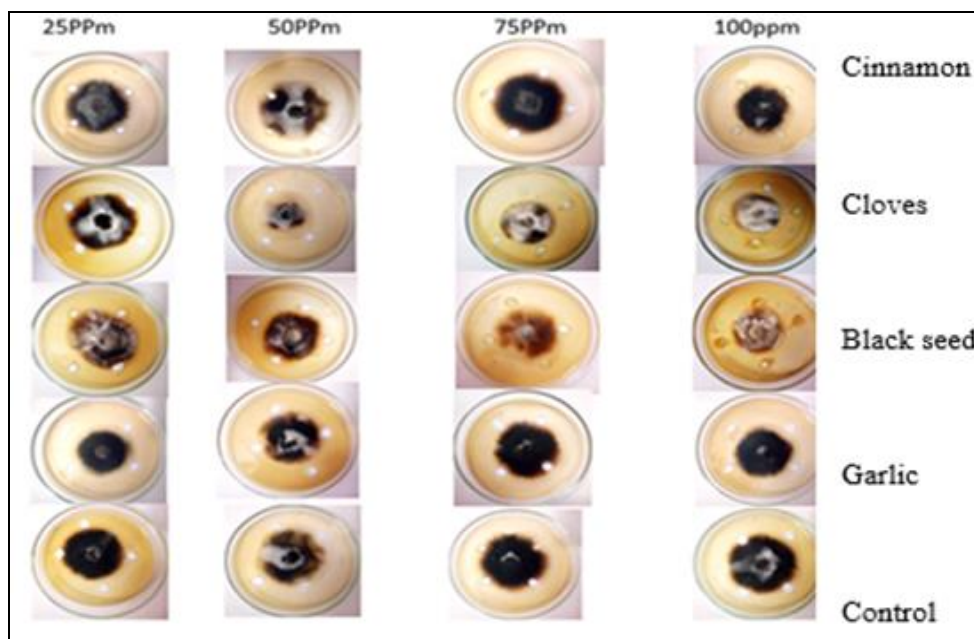 25PPm 50PPm 75PPm 100ppm
Cinnamon
Cloves
Black seed
Garlic
Control